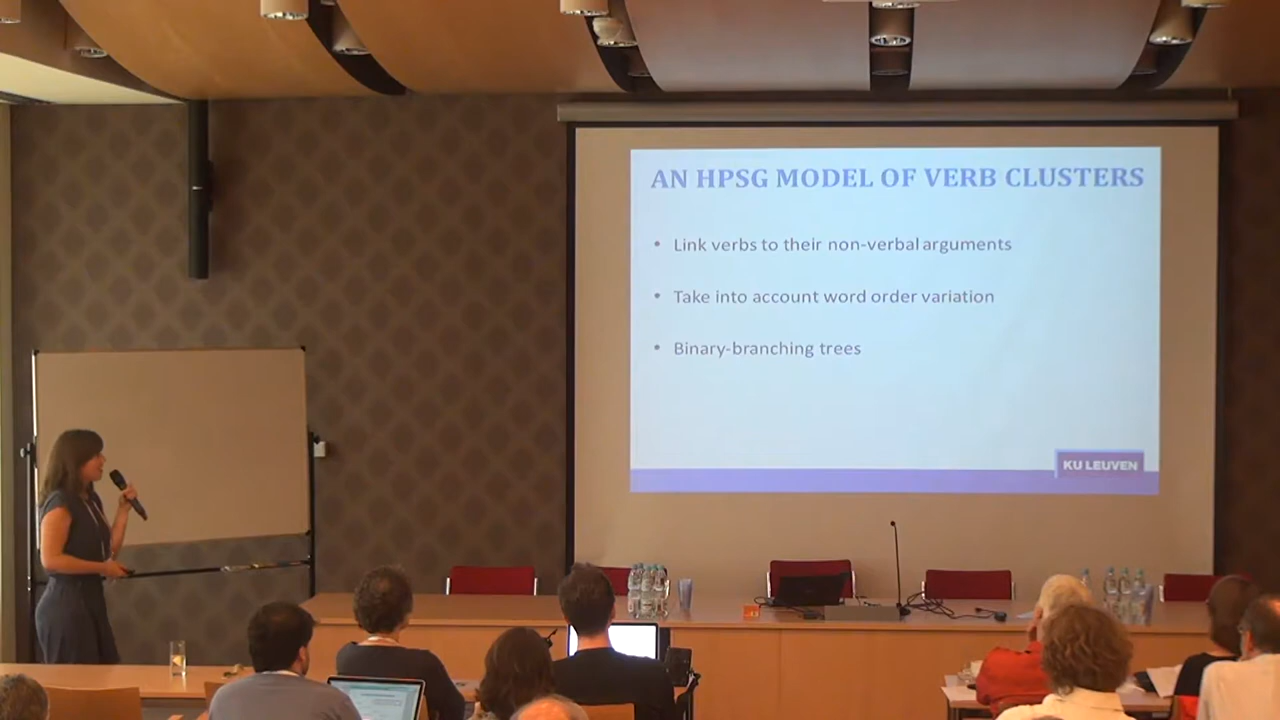 AN HPSG MODEL OF VERB CLUSTERS
• Link verbs to their non-verbal arguments
• Take into account word order variation
• Binary-branching trees
KU LEUVEN